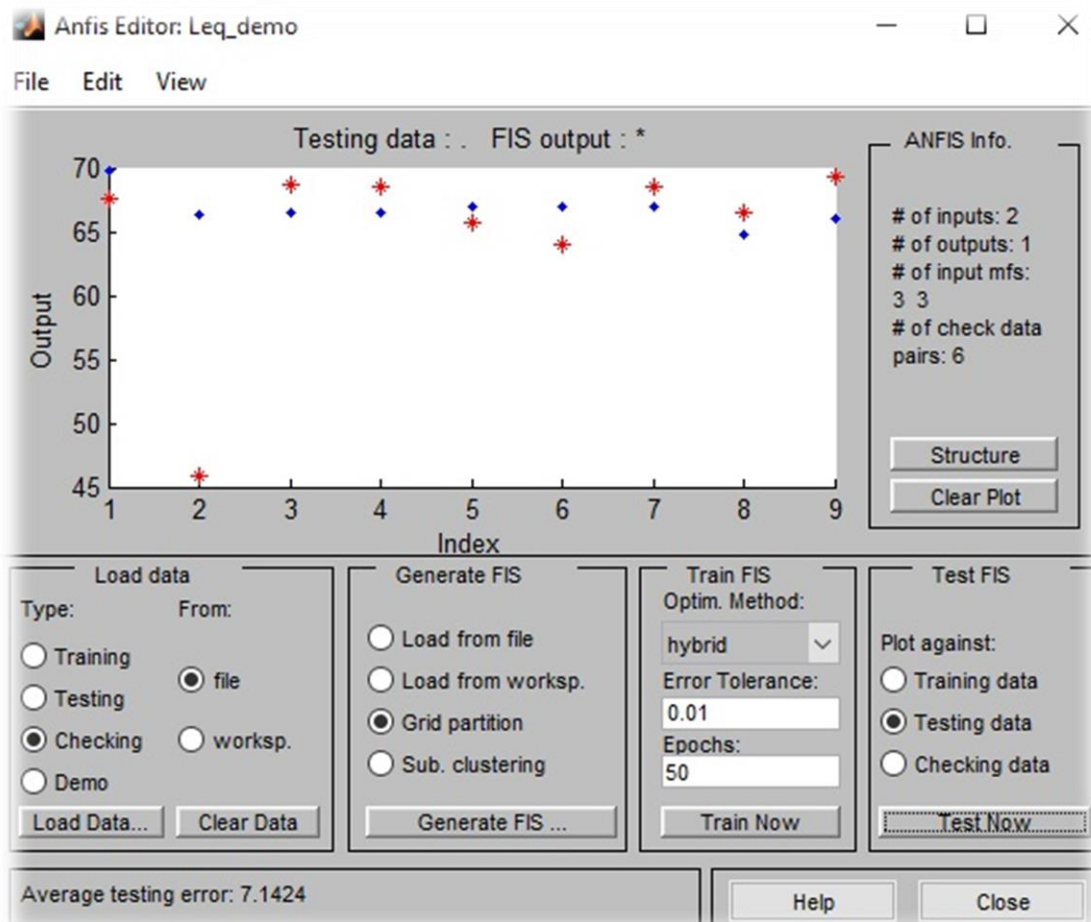 Anfis Editor: Leq_demo
File Edit View
Testing data : . FIS output : *
70
65
60
55
50
45
Output
1 2 3 4 5 6 7 8 9
Index
ANFIS Info.
# of inputs: 2
# of outputs: 1
# of input mfs:
3 3
# of check data
pairs: 6
Structure
Clear Plot
Load data
Type: From:
Training
Testing
Checking
Demo
file
worksp.
Load Data... Clear Data
Generate FIS
Load from file
Load from worksp.
Grid partition
Sub. clustering
Generate FIS ...
Train FIS
Optim. Method:
hybrid
Error Tolerance:
0.01
Epochs:
50
Train Now
Test FIS
Plot against:
Training data
Testing data
Checking data
Test Now
Average testing error: 7.1424
Help Close